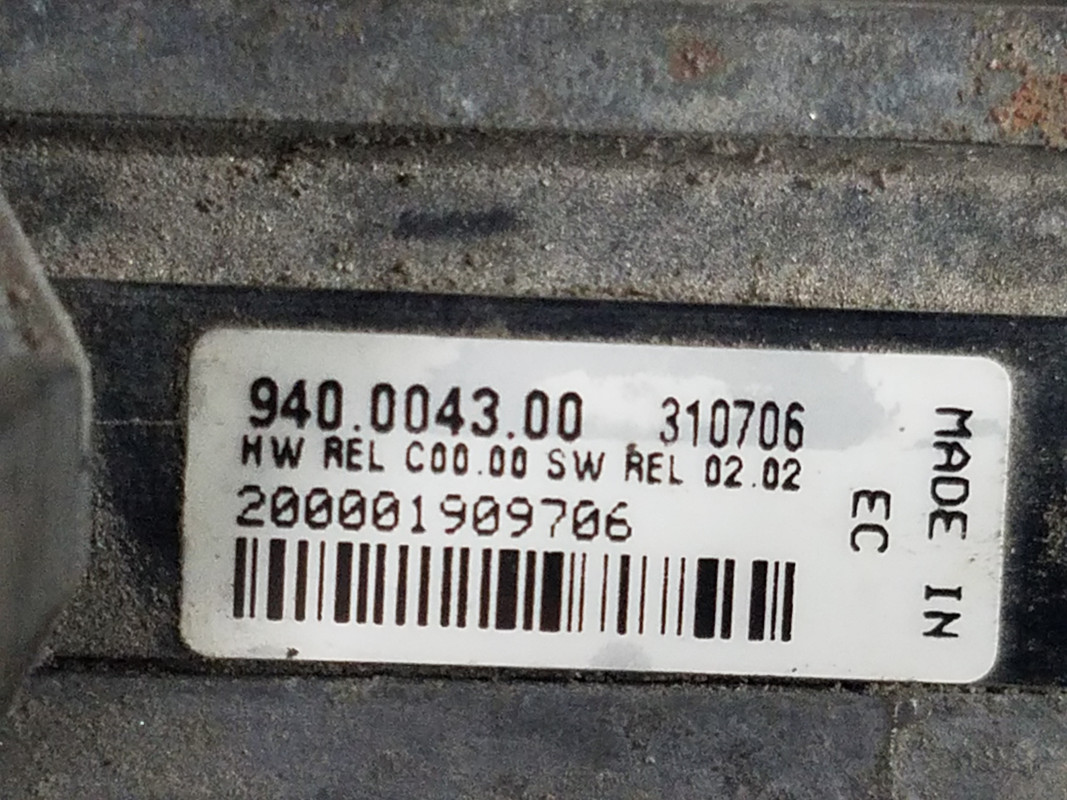 940.0043.00 310706
HW REL C00.00 SW REL 02.02
200001909706
MADE IN
EC